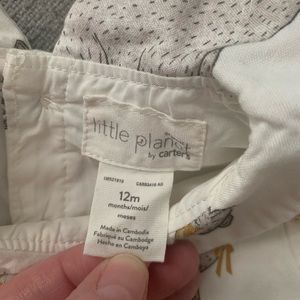 little planet
by carter's
12m
months/mois/
meses
Made in Cambodia
Fabriqué au Cambodge
Hecho en Camboya